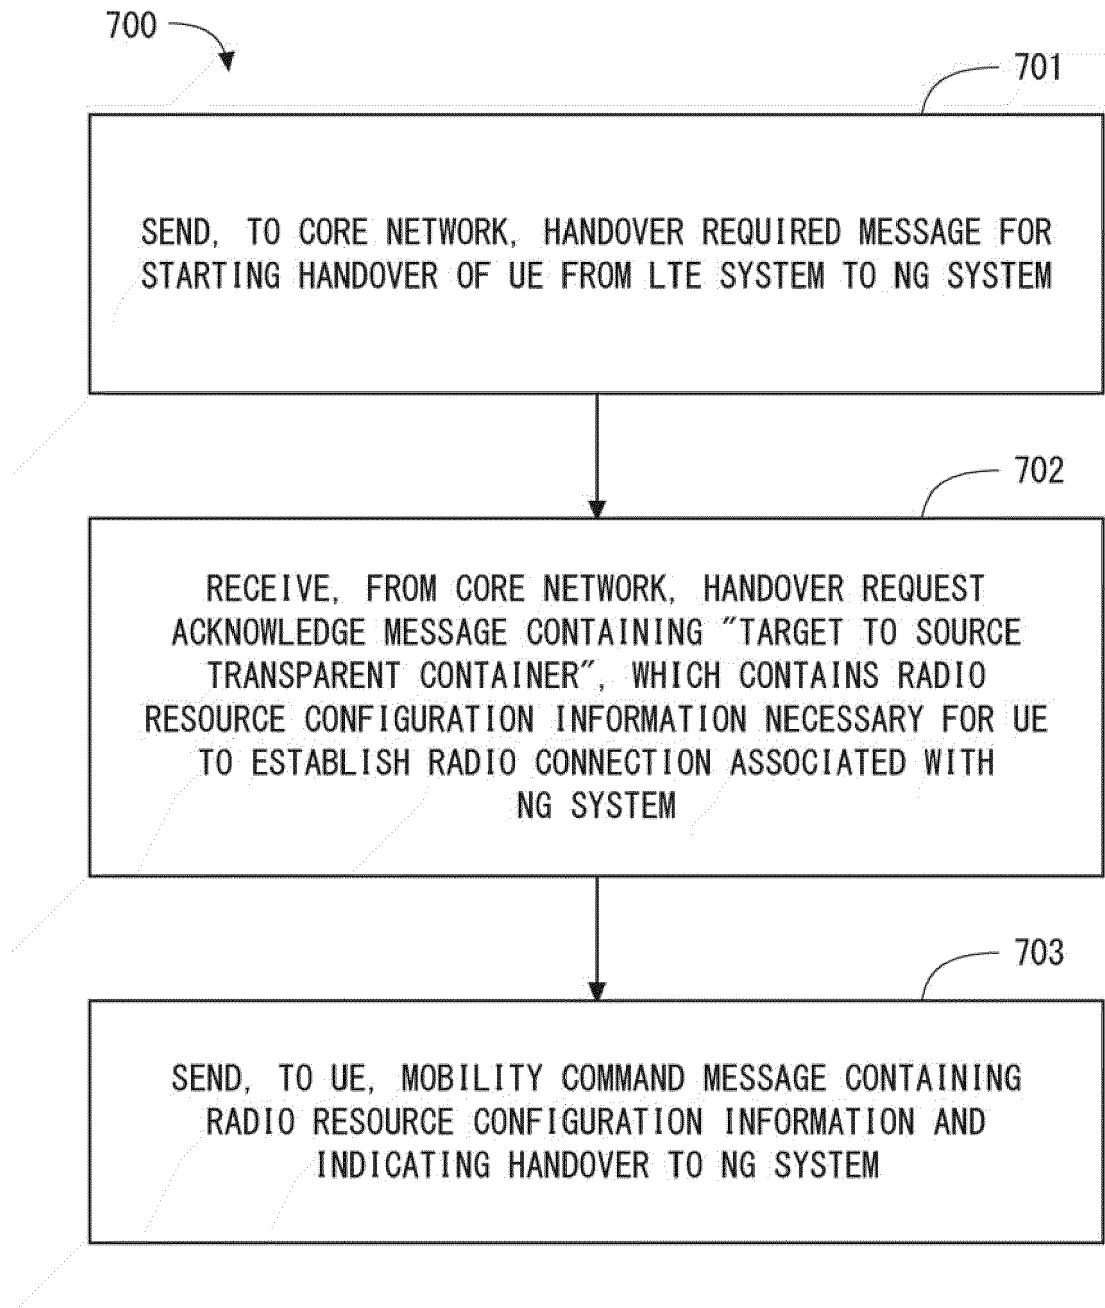 700
701
SEND, TO CORE NETWORK, HANDOVER REQUIRED MESSAGE FOR
STARTING HANDOVER OF UE FROM LTE SYSTEM TO NG SYSTEM
702
RECEIVE, FROM CORE NETWORK, HANDOVER REQUEST
ACKNOWLEDGE MESSAGE CONTAINING "TARGET TO SOURCE
TRANSPARENT CONTAINER", WHICH CONTAINS RADIO
RESOURCE CONFIGURATION INFORMATION NECESSARY FOR UE
TO ESTABLISH RADIO CONNECTION ASSOCIATED WITH
NG SYSTEM
703
SEND, TO UE, MOBILITY COMMAND MESSAGE CONTAINING
RADIO RESOURCE CONFIGURATION INFORMATION AND
INDICATING HANDOVER TO NG SYSTEM